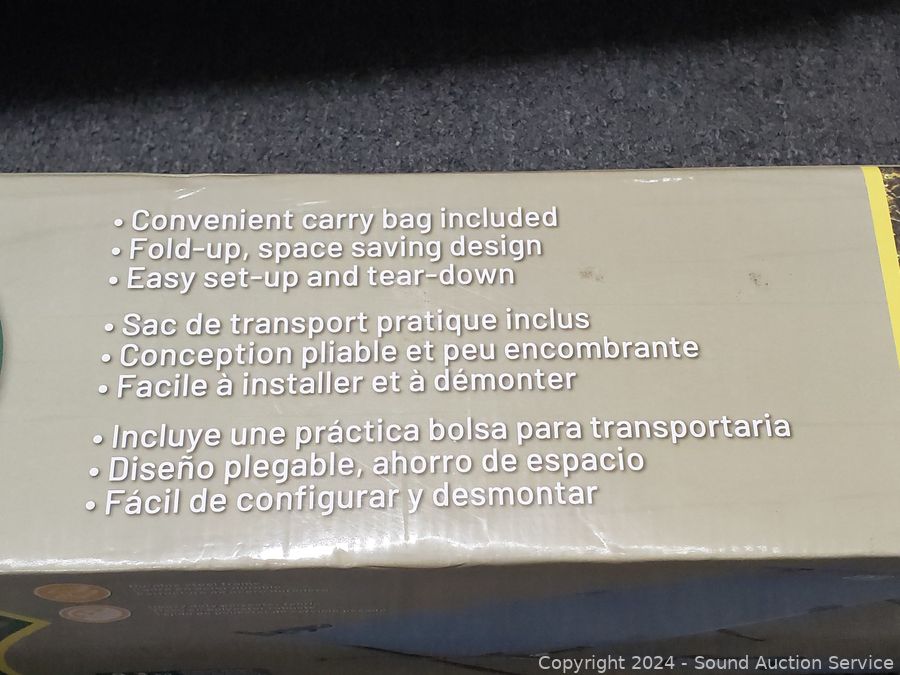 • Convenient carry bag included
• Fold-up, space saving design
• Easy set-up and tear-down
• Sac de transport pratique inclus
• Conception pliable et peu encombrante
• Facile à installer et à démonter
• Incluye une práctica bolsa para transportaria
• Diseño plegable, ahorro de espacio
• Fácil de configurar y desmontar
Copyright 2024 - Sound Auction Service